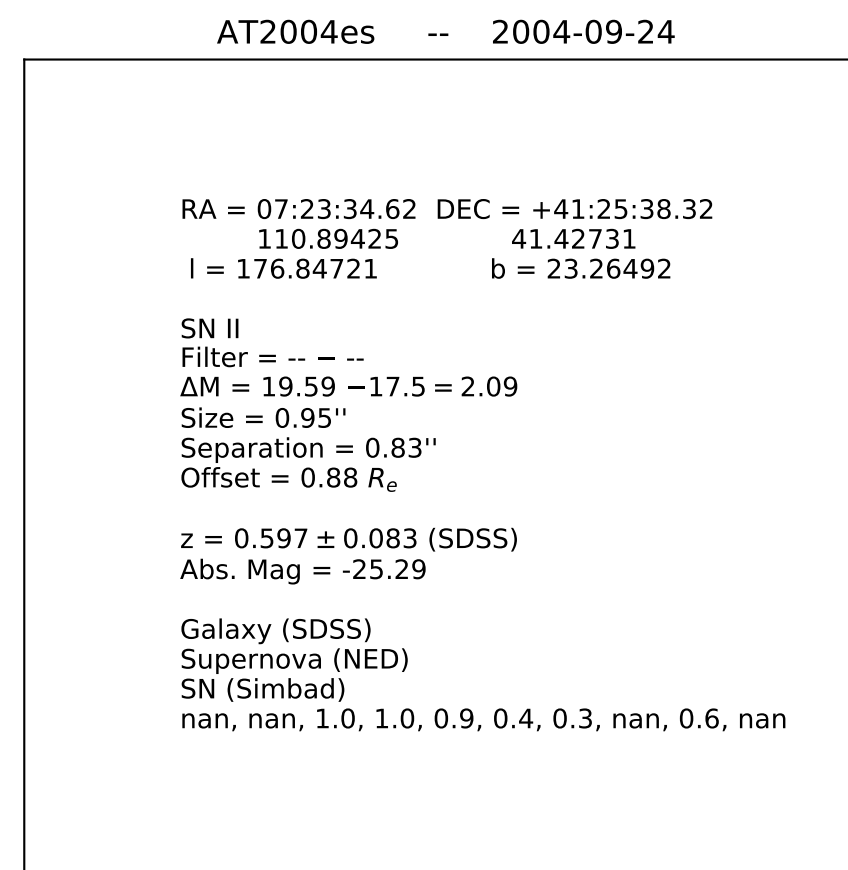 AT2004es -- 2004-09-24
RA = 07:23:34.62 DEC = +41:25:38.32
110.89425 41.42731
l = 176.84721 b = 23.26492
SN II
Filter = -- − --
ΔM = 19.59 −17.5 = 2.09
Size = 0.95''
Separation = 0.83''
Offset = 0.88 Rₑ
z = 0.597 ± 0.083 (SDSS)
Abs. Mag = -25.29
Galaxy (SDSS)
Supernova (NED)
SN (Simbad)
nan, nan, 1.0, 1.0, 0.9, 0.4, 0.3, nan, 0.6, nan